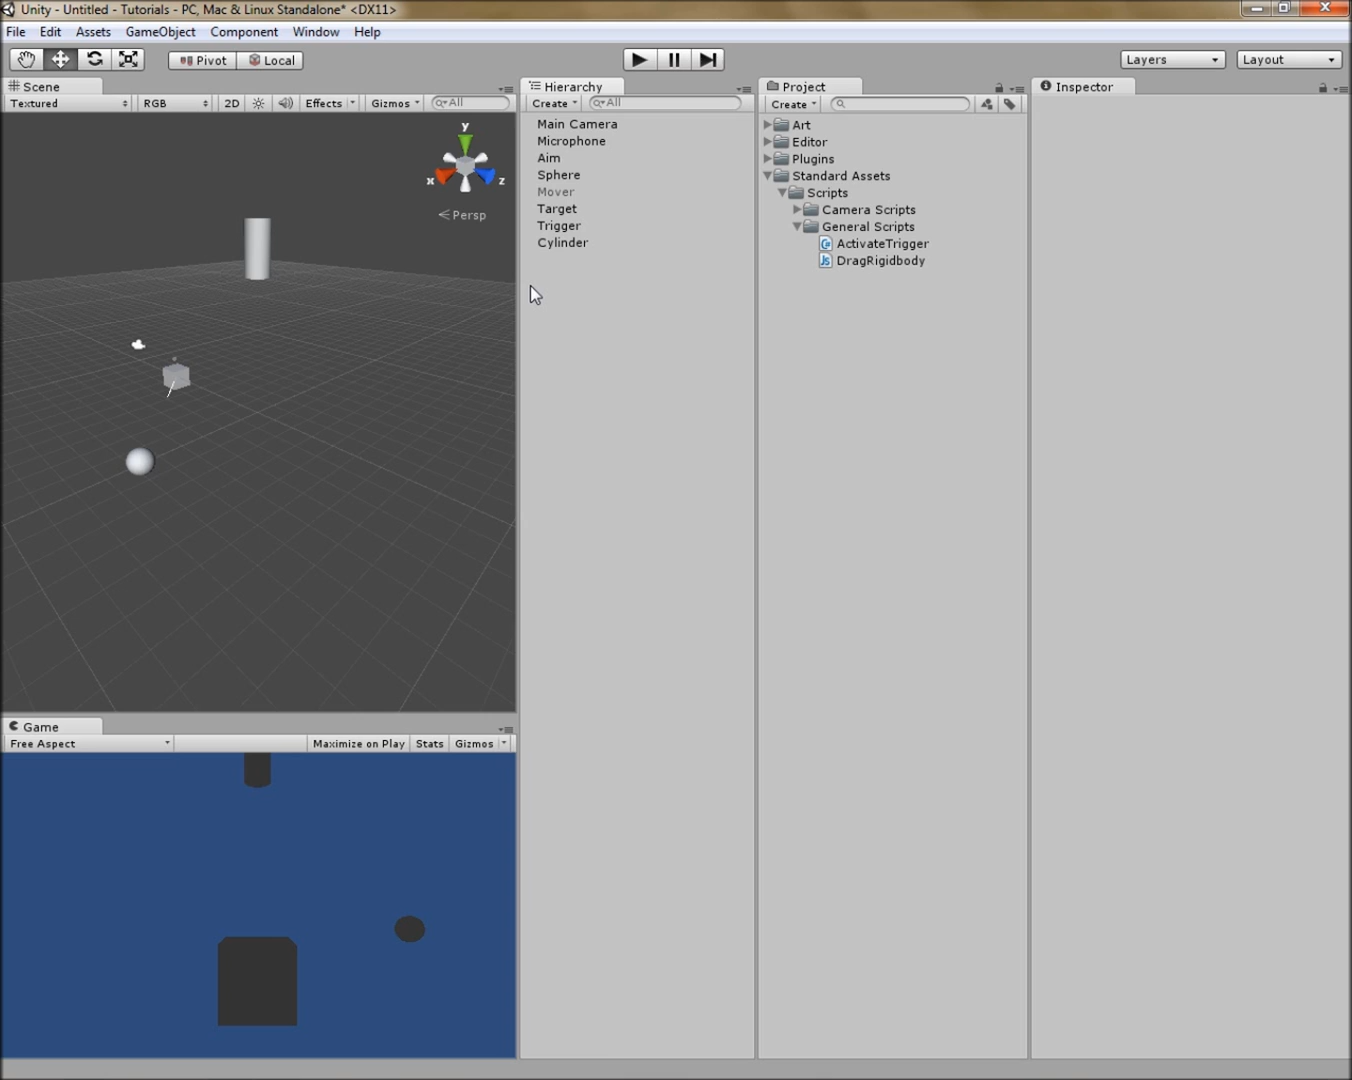 Unity - Untitled - Tutorials - PC, Mac & Linux Standalone* <DX11>
File Edit Assets GameObject Component Window Help
Pivot Local Layers Layout
Scene
Textured RGB 2D Effects Gizmos All
y
x z
Persp
Game
Free Aspect Maximize on Play Stats Gizmos
Hierarchy
Create All
Main Camera
Microphone
Aim
Sphere
Mover
Target
Trigger
Cylinder
Project
Create
Art
Editor
Plugins
Standard Assets
Scripts
Camera Scripts
General Scripts
ActivateTrigger
Js DragRigidbody
Inspector